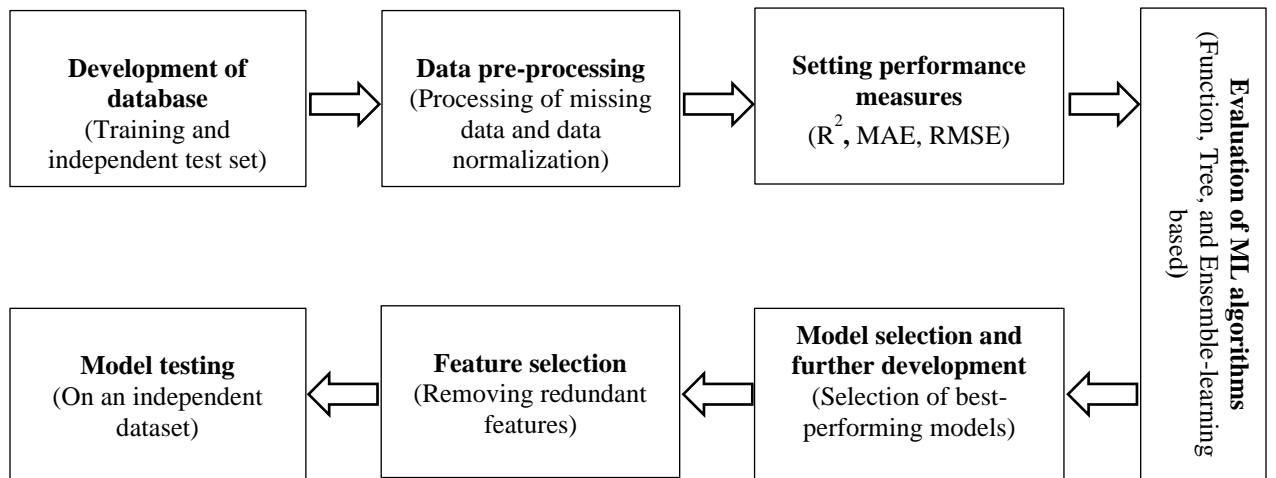 Development of
database
(Training and
independent test set)
Data pre-processing
(Processing of missing
data and data
normalization)
Setting performance
measures
(R², MAE, RMSE)
Evaluation of ML algorithms
(Function, Tree, and Ensemble-learning
based)
Model selection and
further development
(Selection of best-
performing models)
Feature selection
(Removing redundant
features)
Model testing
(On an independent
dataset)